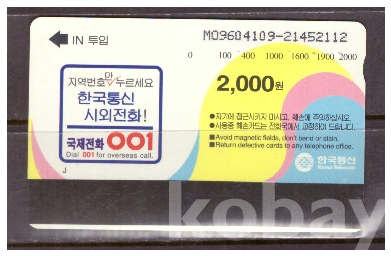 IN 투입
M09604109-21452112
0 100 400 1000 1600 1900 2000
만
지역번호 누르세요
한국통신
시외전화!
국제전화 001
Dial 001 for overseas call.
J
2,000원
●자기에 접근시키지 마시고, 훼손에 주의하십시오.
●사용중 훼손카드는 전화국에서 교환하여 드립니다.
■Avoid magnetic fields, don't bend or stain.
■Return defective cards to any telephone office.
한국통신
Korea Telecom
kobay